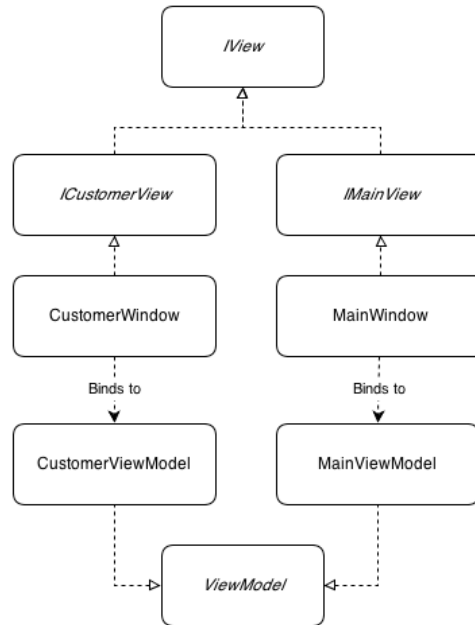 IView
ICustomerView
IMainView
CustomerWindow
MainWindow
Binds to
Binds to
CustomerViewModel
MainViewModel
ViewModel